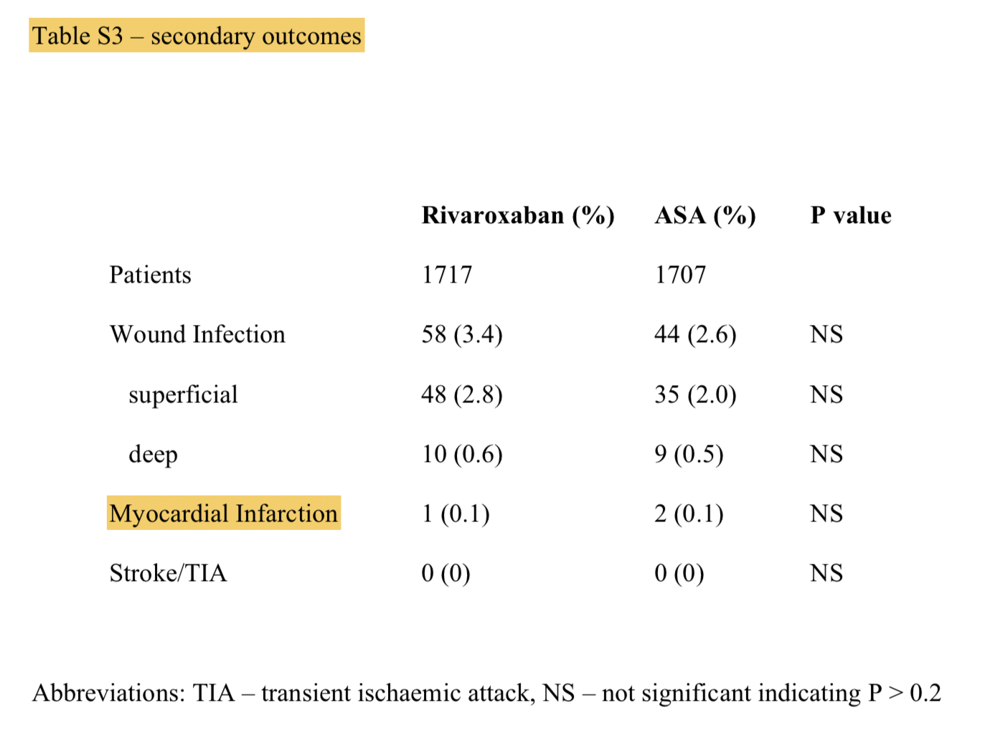 Table S3 – secondary outcomes
Rivaroxaban (%) ASA (%) P value
Patients 1717 1707
Wound Infection 58 (3.4) 44 (2.6) NS
superficial 48 (2.8) 35 (2.0) NS
deep 10 (0.6) 9 (0.5) NS
Myocardial Infarction 1 (0.1) 2 (0.1) NS
Stroke/TIA 0 (0) 0 (0) NS
Abbreviations: TIA – transient ischaemic attack, NS – not significant indicating P > 0.2